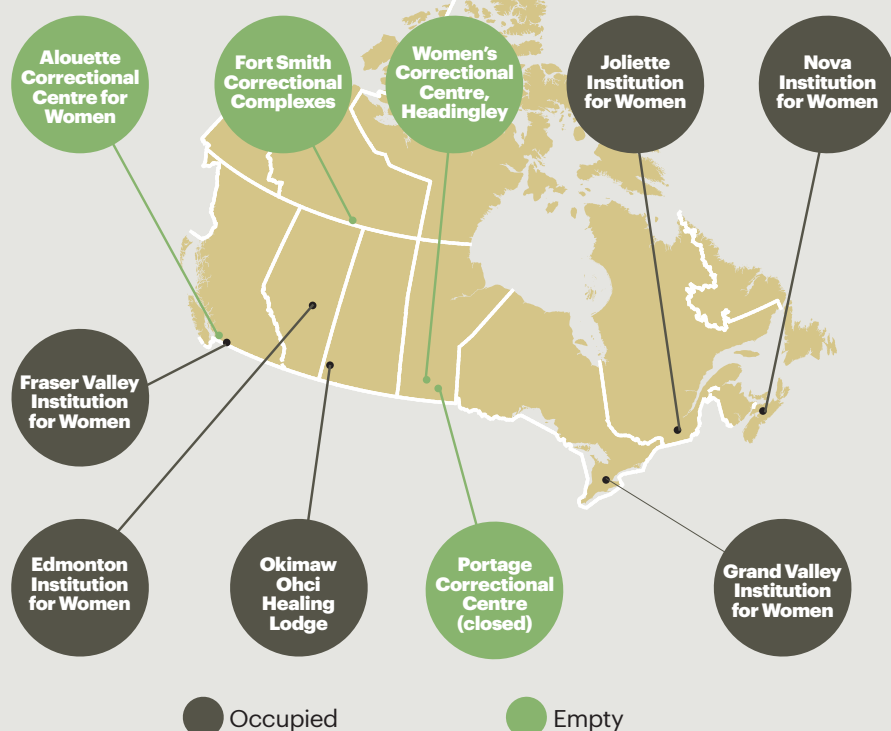 Alouette
Correctional
Centre for
Women
Fort Smith
Correctional
Complexes
Women's
Correctional
Centre,
Headingley
Joliette
Institution
for Women
Nova
Institution
for Women
Fraser Valley
Institution
for Women
Edmonton
Institution
for Women
Okimaw
Ohci
Healing
Lodge
Portage
Correctional
Centre
(closed)
Grand Valley
Institution
for Women
Occupied
Empty